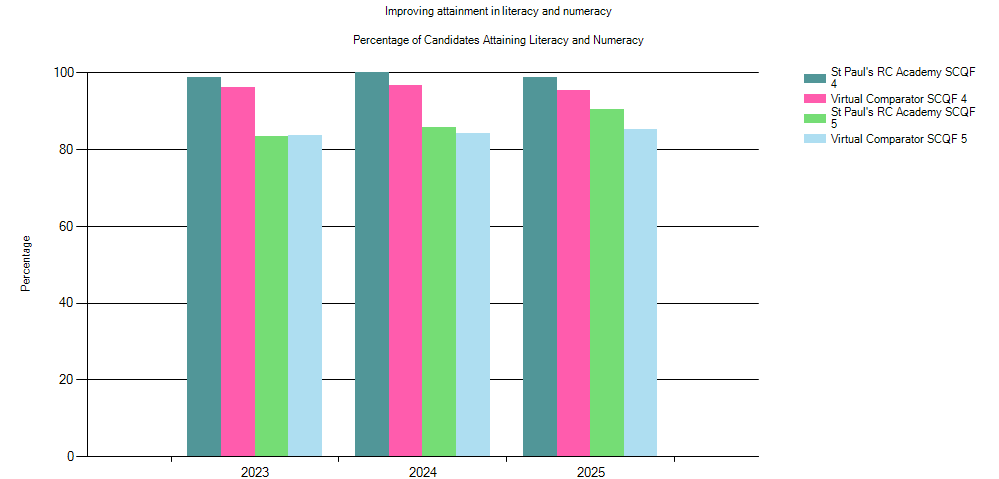 Improving attainment in literacy and numeracy
Percentage of Candidates Attaining Literacy and Numeracy
100
80
60
40
20
0
Percentage
2023
2024
2025
St Paul's RC Academy SCQF
4
Virtual Comparator SCQF 4
St Paul's RC Academy SCQF
5
Virtual Comparator SCQF 5